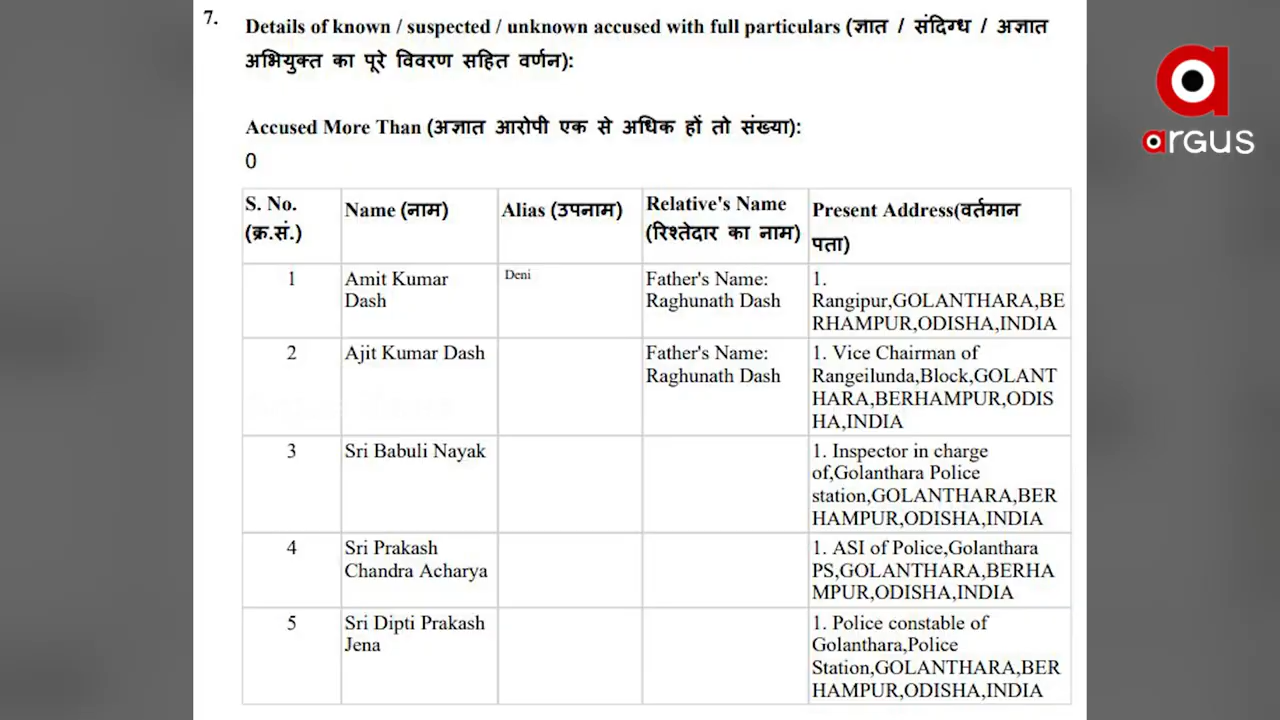 7.
Details of known / suspected / unknown accused with full particulars (ज्ञात / संदिग्ध / अज्ञात
अभियुक्त का पूरे विवरण सहित वर्णन):
Accused More Than (अज्ञात आरोपी एक से अधिक हों तो संख्या):
0
S. No. (क्र.सं.)
Name (नाम)
Alias (उपनाम)
Relative's Name
(रिश्तेदार का नाम)
Present Address(वर्तमान
पता)
1
Amit Kumar
Dash
Deni
Father's Name:
Raghunath Dash
1.
Rangipur,GOLANTHARA,BE
RHAMPUR,ODISHA,INDIA
2
Ajit Kumar Dash
Father's Name:
Raghunath Dash
1. Vice Chairman of
Rangeilunda,Block,GOLANT
HARA,BERHAMPUR,ODIS
HA,INDIA
3
Sri Babuli Nayak
1. Inspector in charge
of,Golanthara Police
station,GOLANTHARA,BER
HAMPUR,ODISHA,INDIA
4
Sri Prakash
Chandra Acharya
1. ASI of Police,Golanthara
PS,GOLANTHARA,BERHA
MPUR,ODISHA,INDIA
5
Sri Dipti Prakash
Jena
1. Police constable of
Golanthara,Police
Station,GOLANTHARA,BER
HAMPUR,ODISHA,INDIA
argus